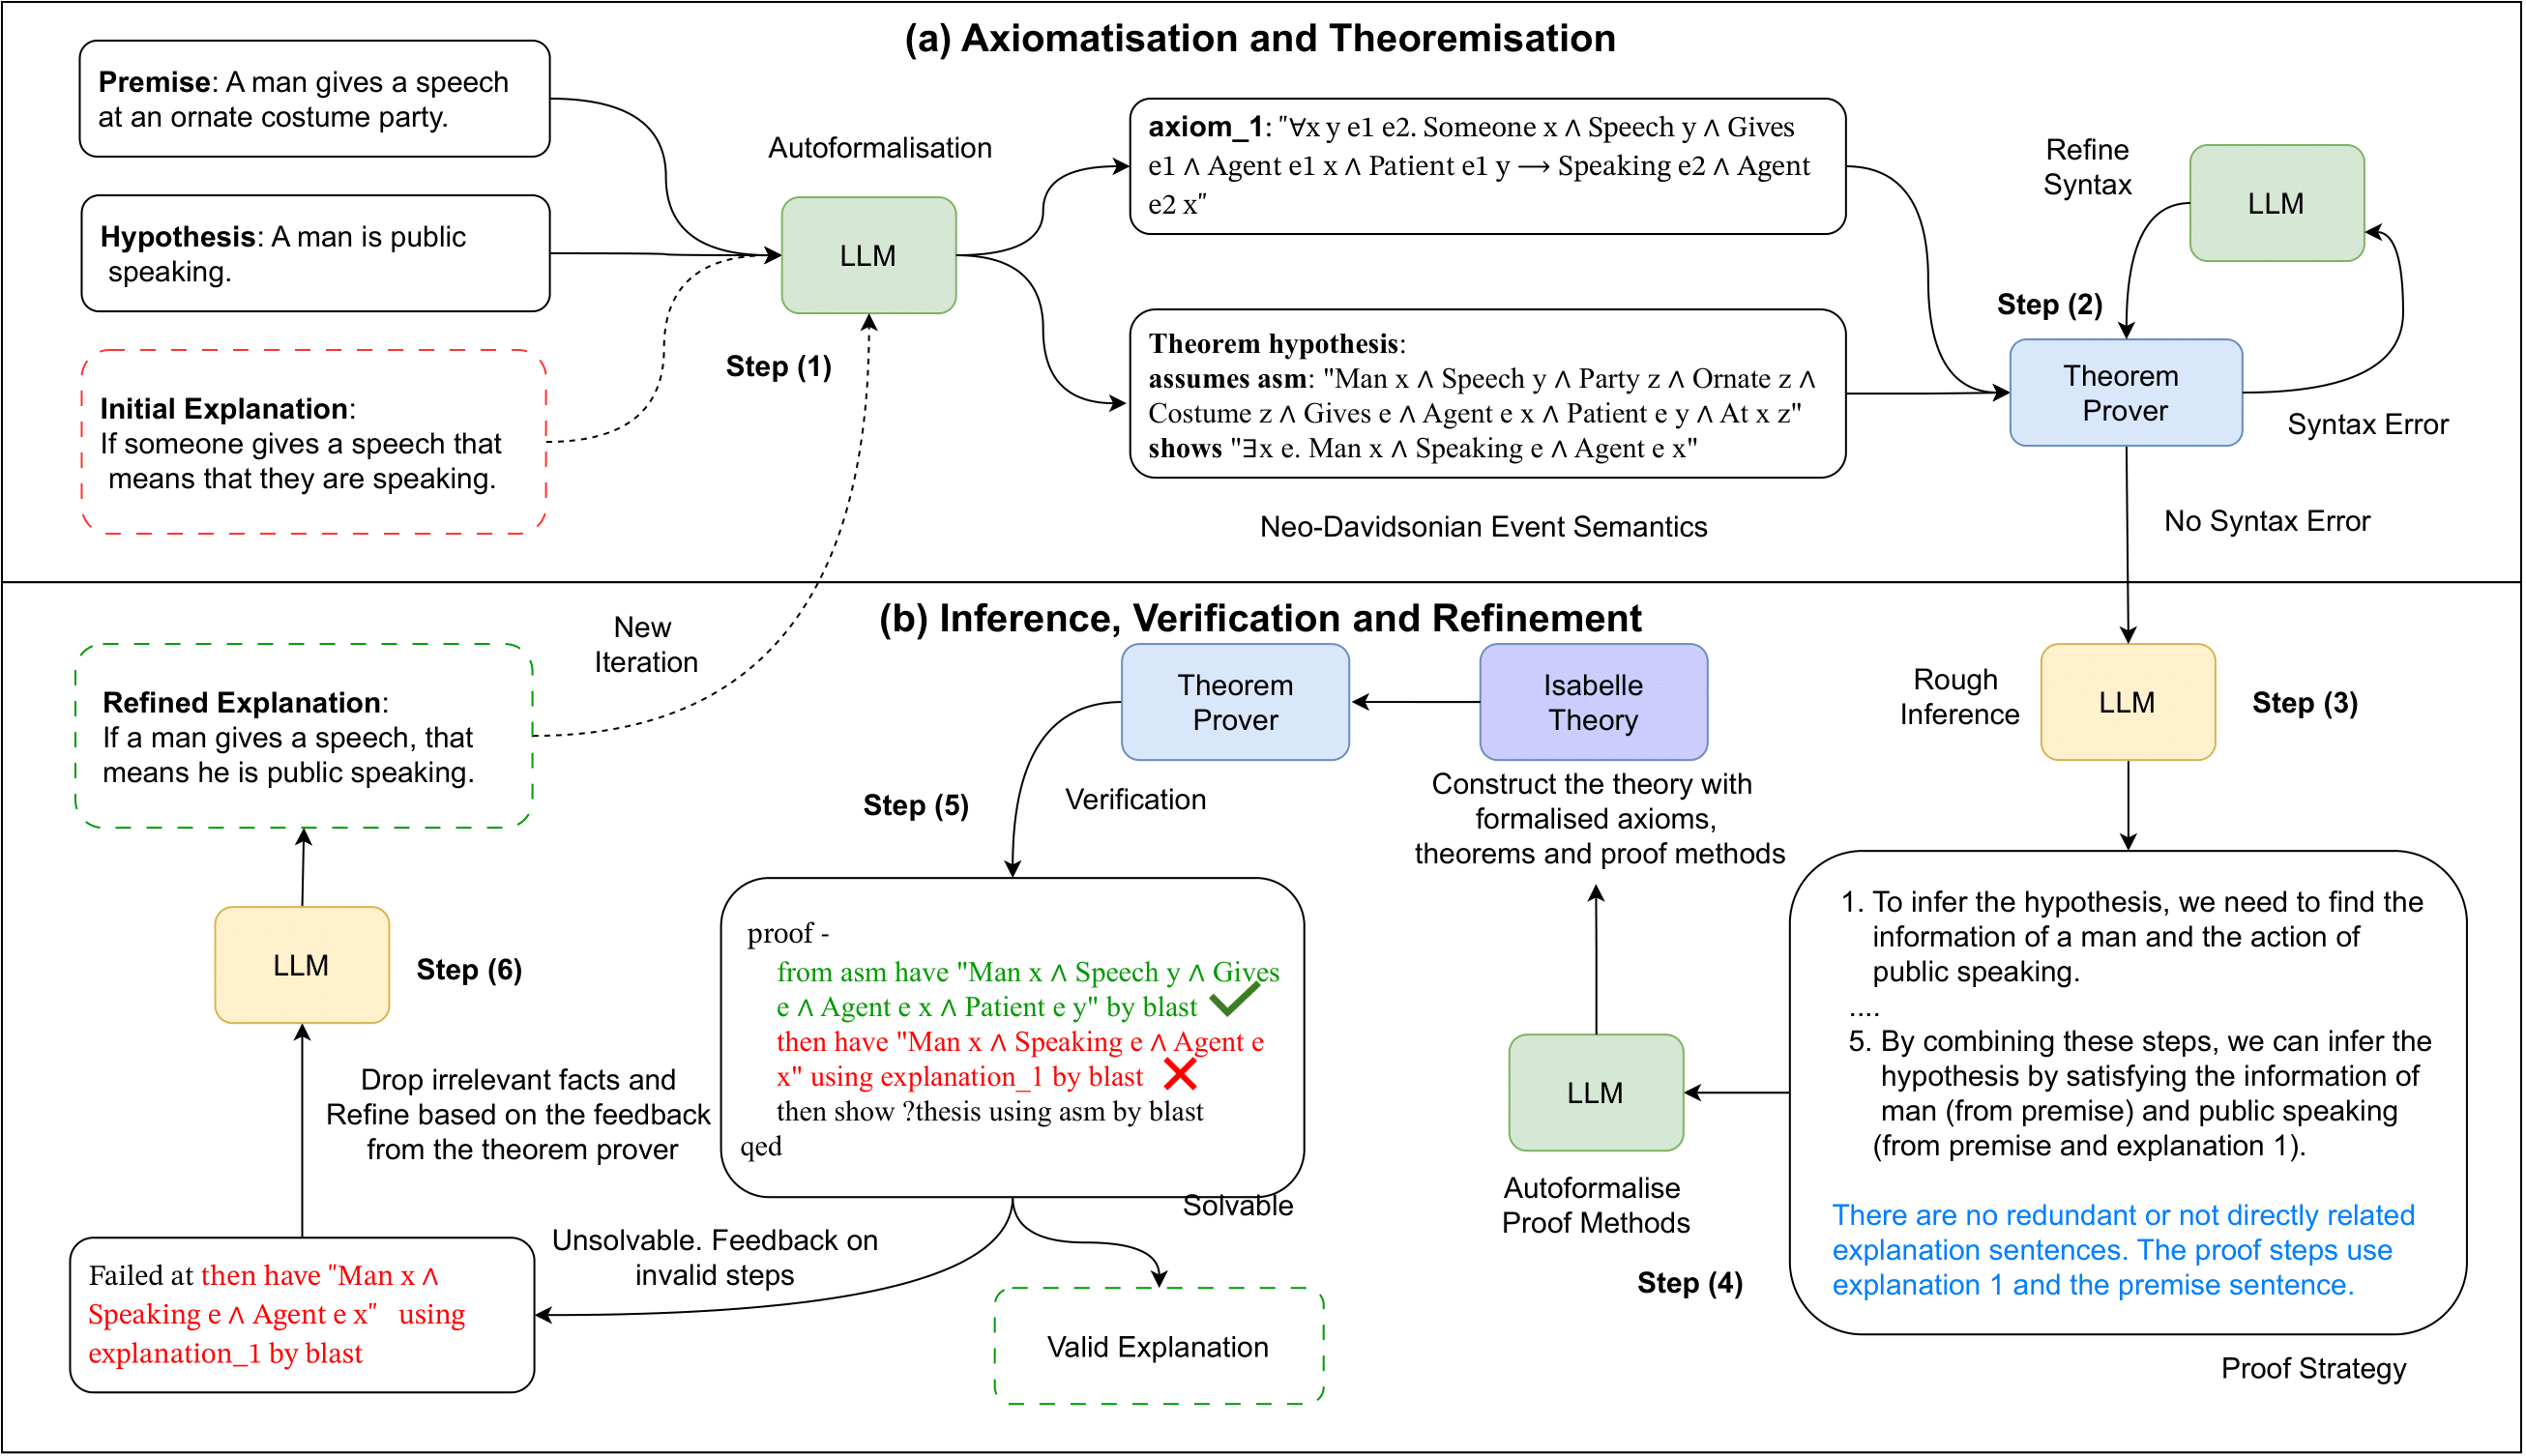 (a) Axiomatisation and Theoremisation
Premise: A man gives a speech
at an ornate costume party.
Hypothesis: A man is public
speaking.
Initial Explanation:
If someone gives a speech that
means that they are speaking.
Autoformalisation
LLM
Step (1)
axiom_1: "∀x y e1 e2. Someone x ∧ Speech y ∧ Gives
e1 ∧ Agent e1 x ∧ Patient e1 y ⟶ Speaking e2 ∧ Agent
e2 x"
Theorem hypothesis:
assumes asm: "Man x ∧ Speech y ∧ Party z ∧ Ornate z ∧
Costume z ∧ Gives e ∧ Agent e x ∧ Patient e y ∧ At x z"
shows "∃x e. Man x ∧ Speaking e ∧ Agent e x"
Neo-Davidsonian Event Semantics
Refine
Syntax
LLM
Step (2)
Theorem
Prover
Syntax Error
No Syntax Error
(b) Inference, Verification and Refinement
Rough
Inference
LLM
Step (3)
1. To infer the hypothesis, we need to find the
information of a man and the action of
public speaking.
....
5. By combining these steps, we can infer the
hypothesis by satisfying the information of
man (from premise) and public speaking
(from premise and explanation 1).
There are no redundant or not directly related
explanation sentences. The proof steps use
explanation 1 and the premise sentence.
Proof Strategy
LLM
Autoformalise
Proof Methods
Step (4)
Isabelle
Theory
Construct the theory with
formalised axioms,
theorems and proof methods
Theorem
Prover
Step (5)
Verification
proof -
from asm have "Man x ∧ Speech y ∧ Gives
e ∧ Agent e x ∧ Patient e y" by blast
then have "Man x ∧ Speaking e ∧ Agent e
x" using explanation_1 by blast
then show ?thesis using asm by blast
qed
Solvable
Valid Explanation
Unsolvable. Feedback on
invalid steps
Failed at then have "Man x ∧
Speaking e ∧ Agent e x" using
explanation_1 by blast
Drop irrelevant facts and
Refine based on the feedback
from the theorem prover
LLM
Step (6)
Refined Explanation:
If a man gives a speech, that
means he is public speaking.
New
Iteration